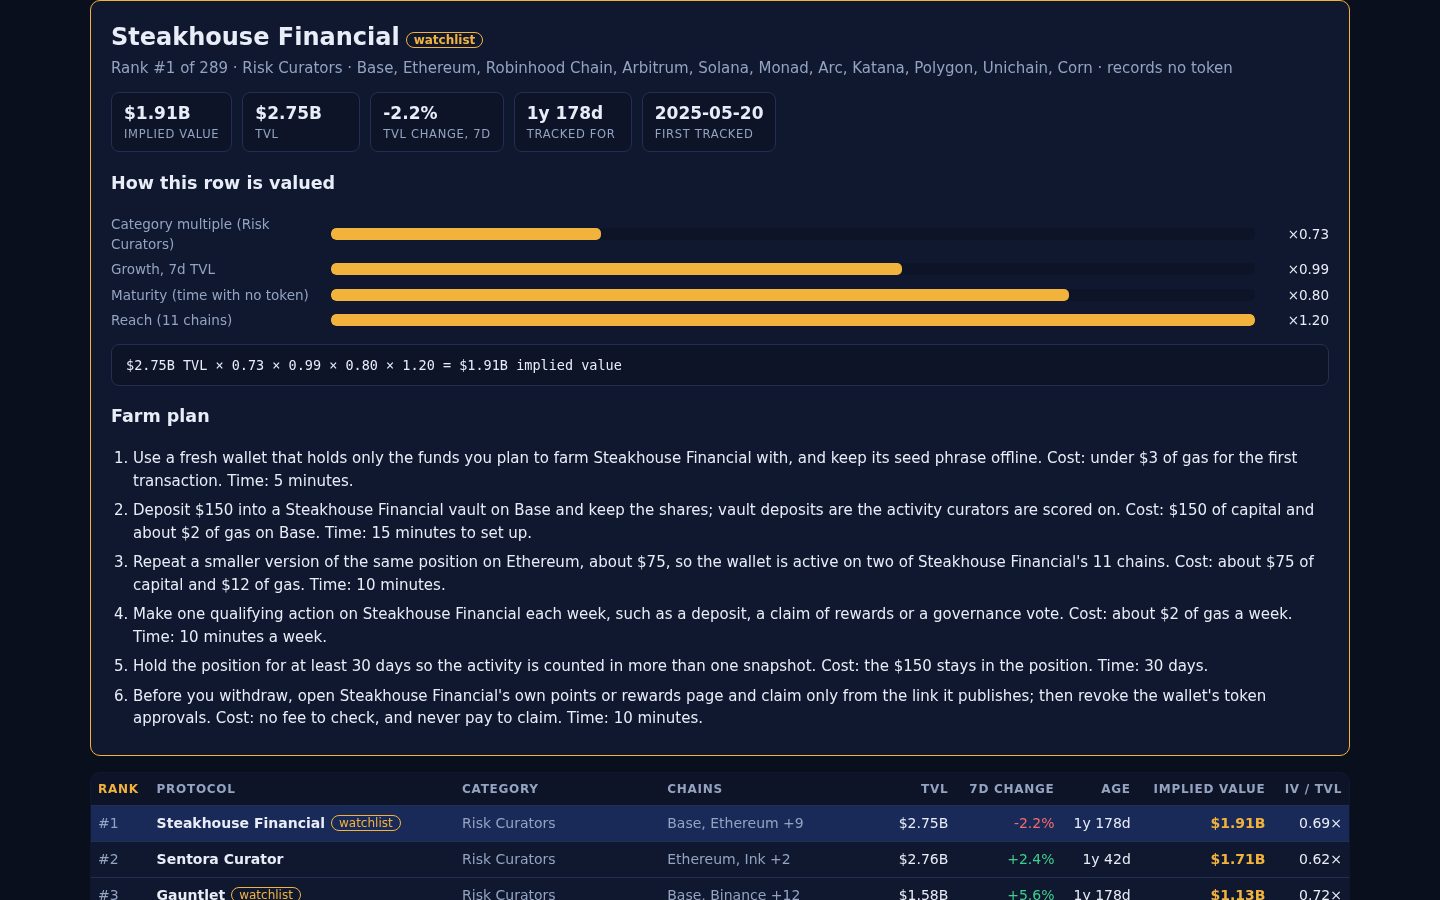 Steakhouse Financial watchlist
Rank #1 of 289 · Risk Curators · Base, Ethereum, Robinhood Chain, Arbitrum, Solana, Monad, Arc, Katana, Polygon, Unichain, Corn · records no token
$1.91B $2.75B -2.2% 1y 178d 2025-05-20
IMPLIED VALUE TVL TVL CHANGE, 7D TRACKED FOR FIRST TRACKED
How this row is valued
Category multiple (Risk
Curators) ×0.73
Growth, 7d TVL ×0.99
Maturity (time with no token) ×0.80
Reach (11 chains) ×1.20
$2.75B TVL × 0.73 × 0.99 × 0.80 × 1.20 = $1.91B implied value
Farm plan
1. Use a fresh wallet that holds only the funds you plan to farm Steakhouse Financial with, and keep its seed phrase offline. Cost: under $3 of gas for the first
transaction. Time: 5 minutes.
2. Deposit $150 into a Steakhouse Financial vault on Base and keep the shares; vault deposits are the activity curators are scored on. Cost: $150 of capital and
about $2 of gas on Base. Time: 15 minutes to set up.
3. Repeat a smaller version of the same position on Ethereum, about $75, so the wallet is active on two of Steakhouse Financial's 11 chains. Cost: about $75 of
capital and $12 of gas. Time: 10 minutes.
4. Make one qualifying action on Steakhouse Financial each week, such as a deposit, a claim of rewards or a governance vote. Cost: about $2 of gas a week.
Time: 10 minutes a week.
5. Hold the position for at least 30 days so the activity is counted in more than one snapshot. Cost: the $150 stays in the position. Time: 30 days.
6. Before you withdraw, open Steakhouse Financial's own points or rewards page and claim only from the link it publishes; then revoke the wallet's token
approvals. Cost: no fee to check, and never pay to claim. Time: 10 minutes.
RANK PROTOCOL CATEGORY CHAINS TVL 7D CHANGE AGE IMPLIED VALUE IV / TVL
#1 Steakhouse Financial watchlist Risk Curators Base, Ethereum +9 $2.75B -2.2% 1y 178d $1.91B 0.69×
#2 Sentora Curator Risk Curators Ethereum, Ink +2 $2.76B +2.4% 1y 42d $1.71B 0.62×
#3 Gauntlet watchlist Risk Curators Base, Binance +12 $1.58B +5.6% 1y 178d $1.13B 0.72×